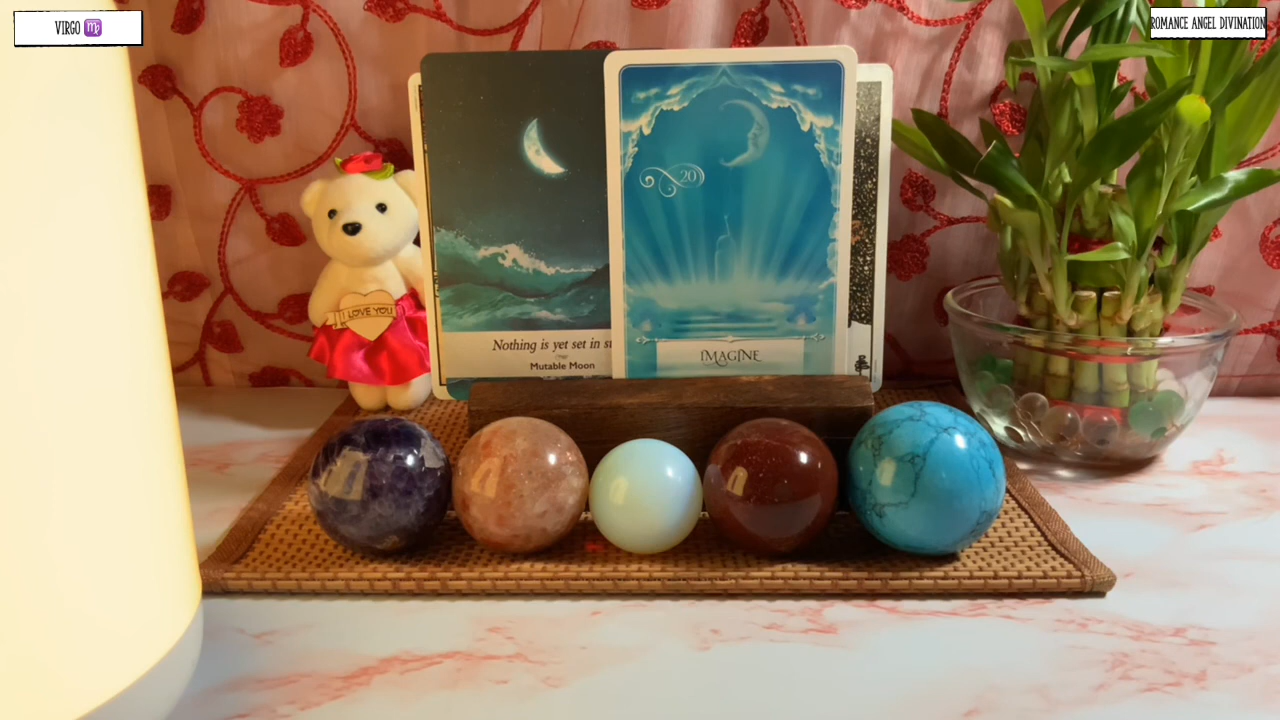 VIRGO ♍
ROMANCE ANGEL DIVINATION
20
Nothing is yet set in
Mutable Moon
IMAGINE
I LOVE YOU